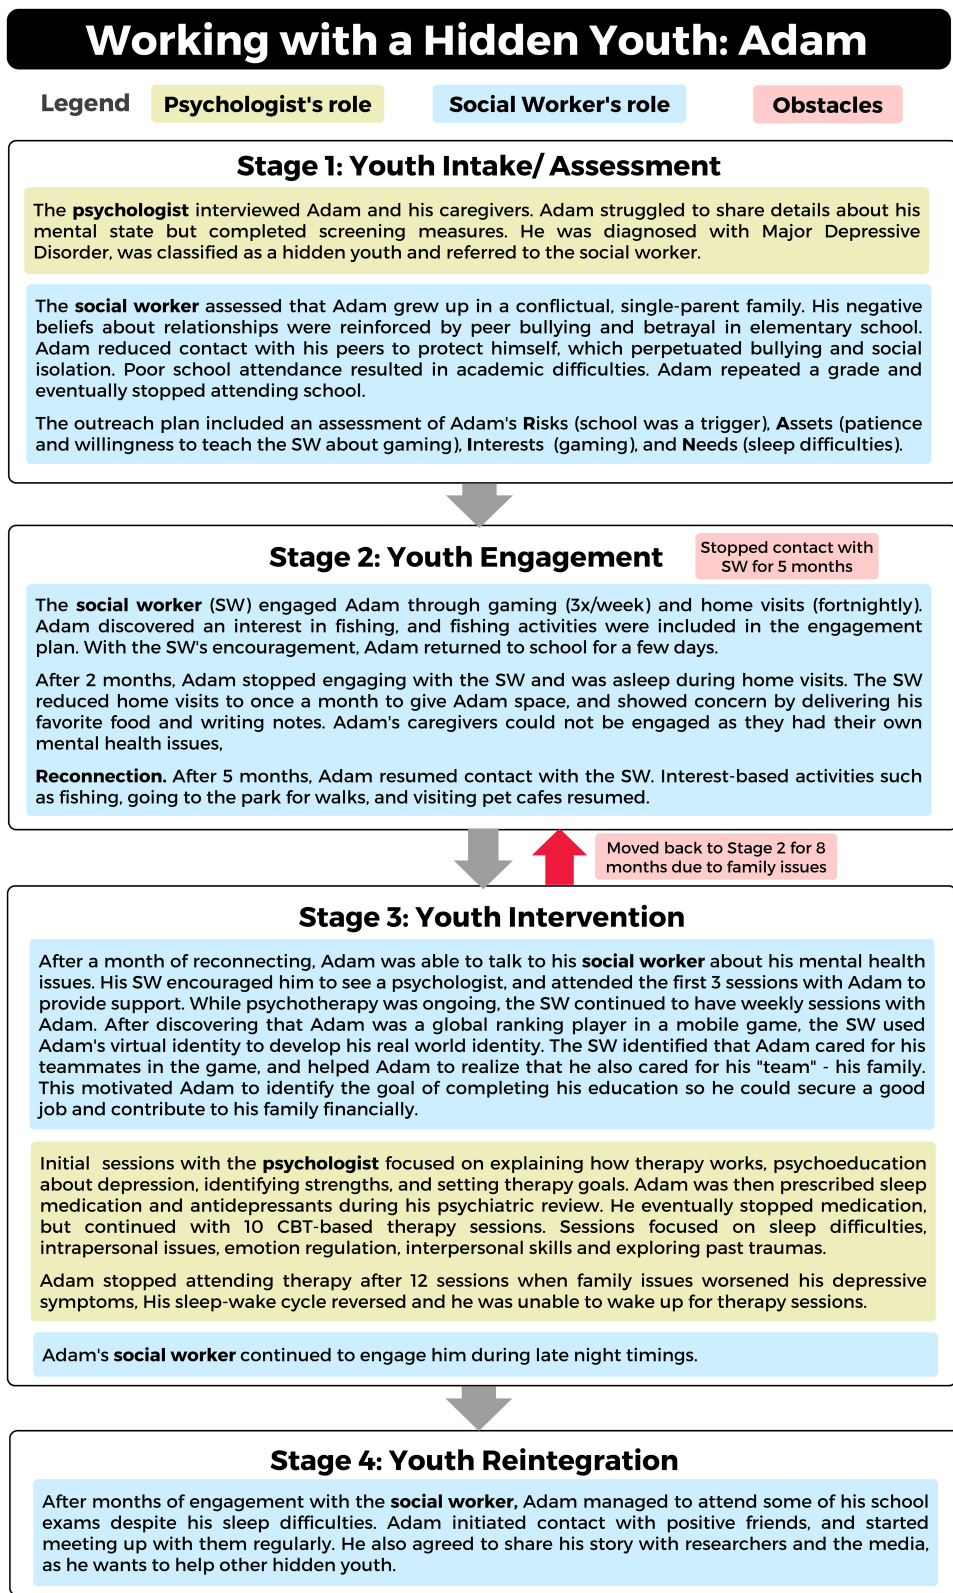 Working with a Hidden Youth: Adam
Legend
Psychologist's role
Social Worker's role
Obstacles
Stage 1: Youth Intake/ Assessment
The psychologist interviewed Adam and his caregivers. Adam struggled to share details about his
mental state but completed screening measures. He was diagnosed with Major Depressive
Disorder, was classified as a hidden youth and referred to the social worker.
The social worker assessed that Adam grew up in a conflictual, single-parent family. His negative
beliefs about relationships were reinforced by peer bullying and betrayal in elementary school.
Adam reduced contact with his peers to protect himself, which perpetuated bullying and social
isolation. Poor school attendance resulted in academic difficulties. Adam repeated a grade and
eventually stopped attending school.
The outreach plan included an assessment of Adam's Risks (school was a trigger), Assets (patience
and willingness to teach the SW about gaming), Interests (gaming), and Needs (sleep difficulties).
Stage 2: Youth Engagement
Stopped contact with
SW for 5 months
The social worker (SW) engaged Adam through gaming (3x/week) and home visits (fortnightly).
Adam discovered an interest in fishing, and fishing activities were included in the engagement
plan. With the SW's encouragement, Adam returned to school for a few days.
After 2 months, Adam stopped engaging with the SW and was asleep during home visits. The SW
reduced home visits to once a month to give Adam space, and showed concern by delivering his
favorite food and writing notes. Adam's caregivers could not be engaged as they had their own
mental health issues,
Reconnection. After 5 months, Adam resumed contact with the SW. Interest-based activities such
as fishing, going to the park for walks, and visiting pet cafes resumed.
Moved back to Stage 2 for 8
months due to family issues
Stage 3: Youth Intervention
After a month of reconnecting, Adam was able to talk to his social worker about his mental health
issues. His SW encouraged him to see a psychologist, and attended the first 3 sessions with Adam to
provide support. While psychotherapy was ongoing, the SW continued to have weekly sessions with
Adam. After discovering that Adam was a global ranking player in a mobile game, the SW used
Adam's virtual identity to develop his real world identity. The SW identified that Adam cared for his
teammates in the game, and helped Adam to realize that he also cared for his "team" - his family.
This motivated Adam to identify the goal of completing his education so he could secure a good
job and contribute to his family financially.
Initial sessions with the psychologist focused on explaining how therapy works, psychoeducation
about depression, identifying strengths, and setting therapy goals. Adam was then prescribed sleep
medication and antidepressants during his psychiatric review. He eventually stopped medication,
but continued with 10 CBT-based therapy sessions. Sessions focused on sleep difficulties,
intrapersonal issues, emotion regulation, interpersonal skills and exploring past traumas.
Adam stopped attending therapy after 12 sessions when family issues worsened his depressive
symptoms, His sleep-wake cycle reversed and he was unable to wake up for therapy sessions.
Adam's social worker continued to engage him during late night timings.
Stage 4: Youth Reintegration
After months of engagement with the social worker, Adam managed to attend some of his school
exams despite his sleep difficulties. Adam initiated contact with positive friends, and started
meeting up with them regularly. He also agreed to share his story with researchers and the media,
as he wants to help other hidden youth.